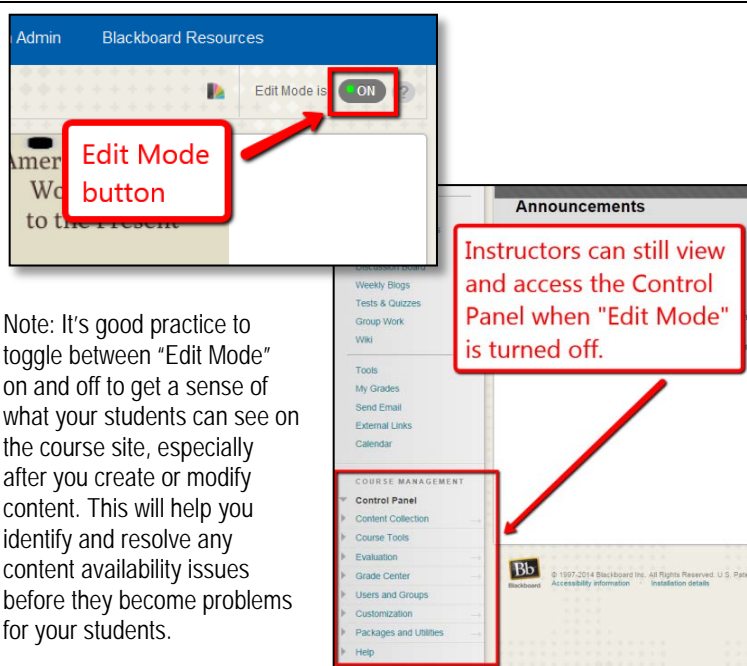 Admin
Blackboard Resources
Edit Mode is
ON
?
Edit Mode
button
to the Present
Announcements
Instructors can still view
and access the Control
Panel when "Edit Mode"
is turned off.
Discussion Board
Weekly Blogs
Tests & Quizzes
Group Work
Wiki
Tools
My Grades
Send Email
External Links
Calendar
COURSE MANAGEMENT
Control Panel
Content Collection
Course Tools
Evaluation
Grade Center
Users and Groups
Customization
Packages and Utilities
Help
Bb
Blackboard
© 1997-2014 Blackboard Inc. All Rights Reserved. U.S.
Accessibility information · Installation details
Note: It's good practice to
toggle between “Edit Mode”
on and off to get a sense of
what your students can see on
the course site, especially
after you create or modify
content. This will help you
identify and resolve any
content availability issues
before they become problems
for your students.